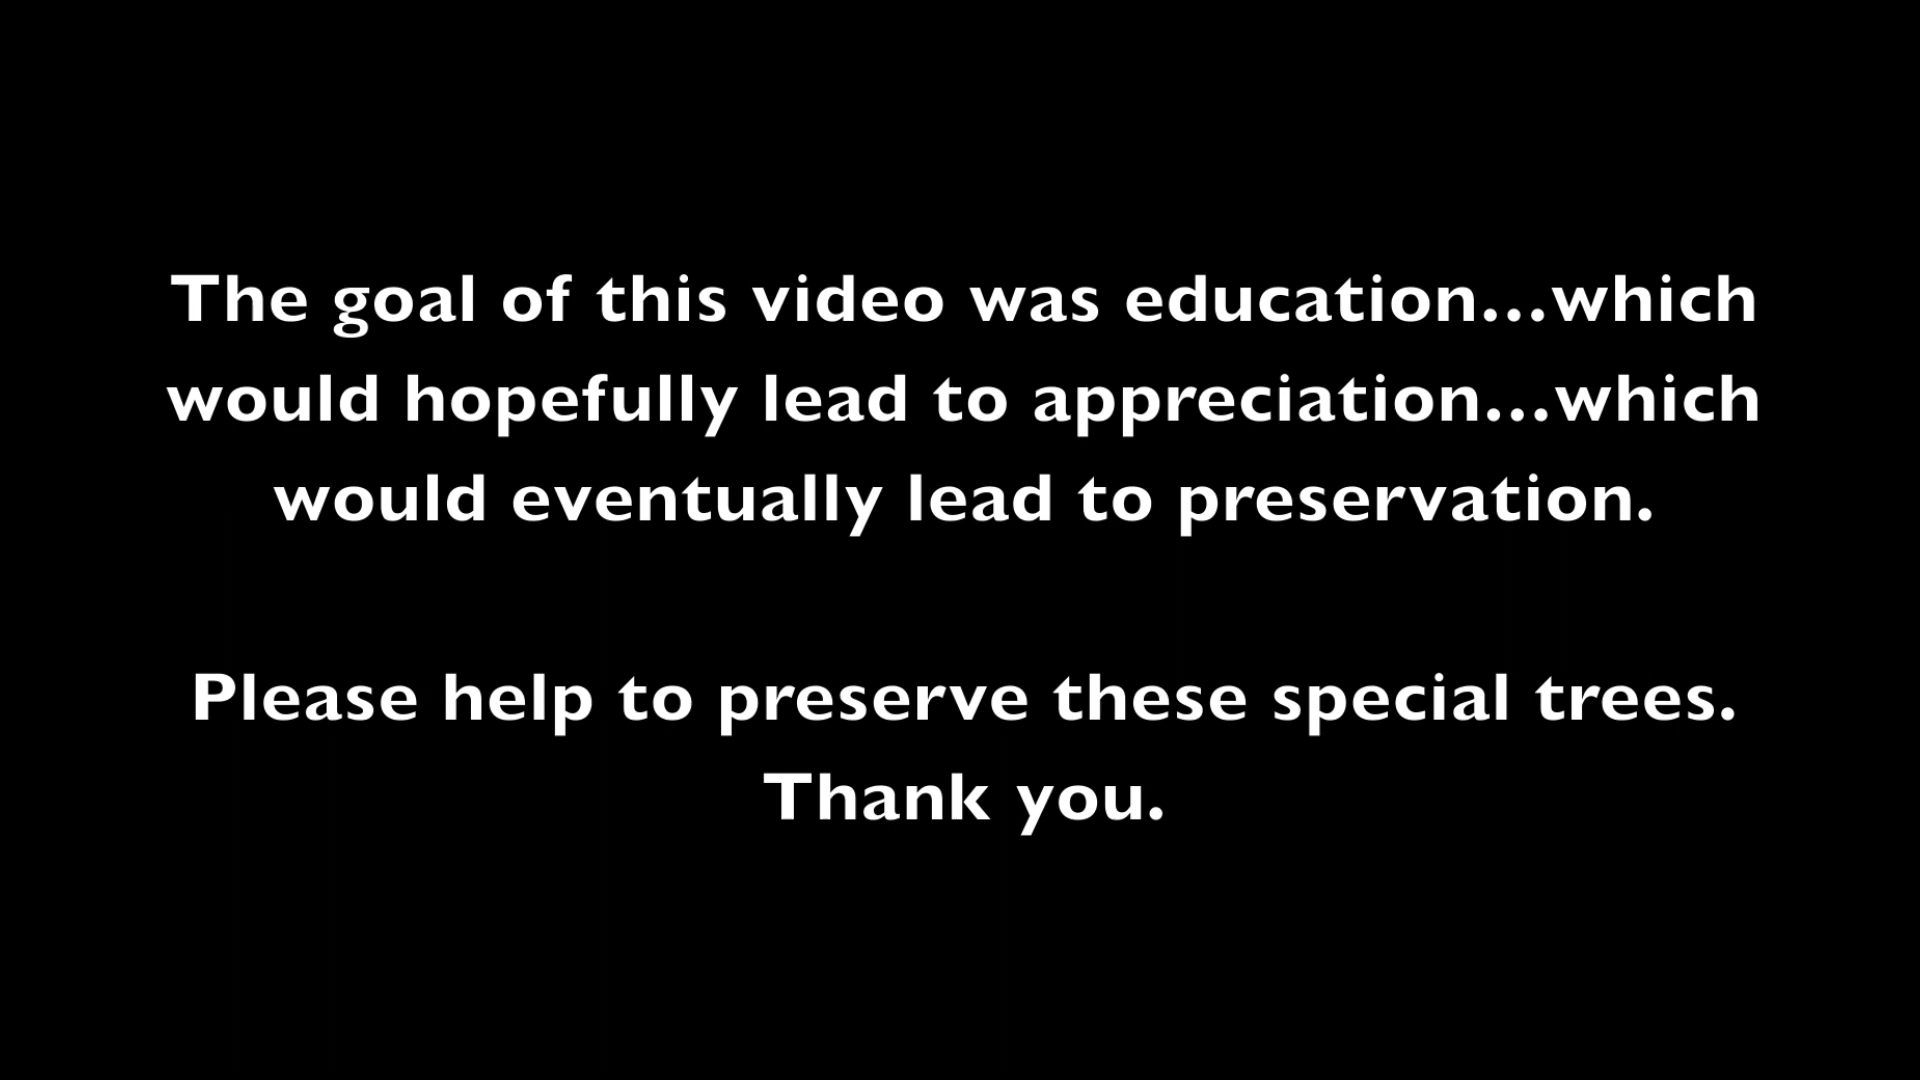 The goal of this video was education...which
would hopefully lead to appreciation...which
would eventually lead to preservation.
Please help to preserve these special trees.
Thank you.